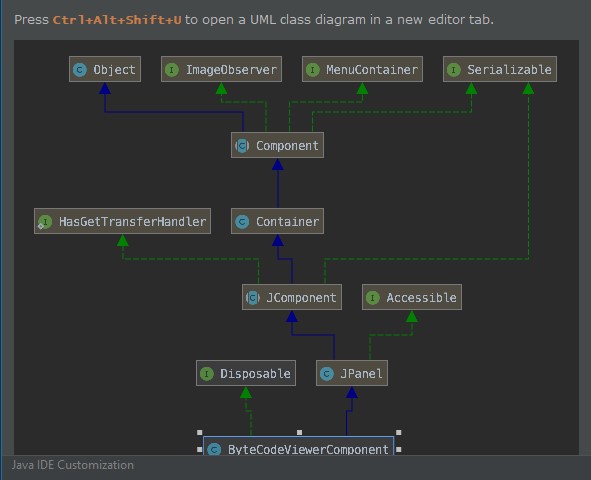 Press Ctrl+Alt+Shift+U to open a UML class diagram in a new editor tab.
C Object
I ImageObserver
I MenuContainer
I Serializable
C Component
I HasGetTransferHandler
C Container
C JComponent
I Accessible
I Disposable
C JPanel
C ByteCodeViewerComponent
Java IDE Customization